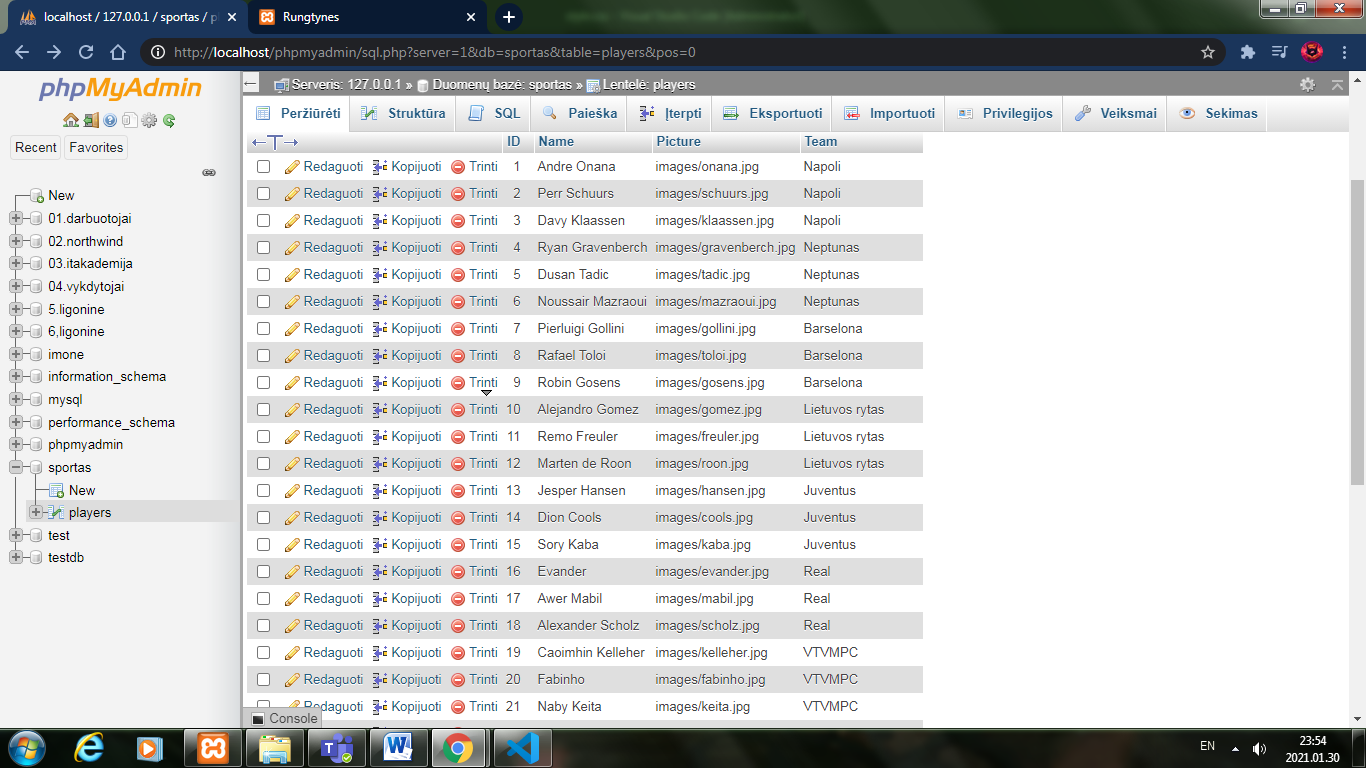 localhost / 127.0.0.1 / sportas / p
Rungtynes
http://localhost/phpmyadmin/sql.php?server=1&db=sportas&table=players&pos=0
phpMyAdmin
Recent Favorites
New
01.darbuotojai
02.northwind
03.itakademija
04.vykdytojai
5.ligonine
6,ligonine
imone
information_schema
mysql
performance_schema
phpmyadmin
sportas
New
players
test
testdb
Serveris: 127.0.0.1 » Duomenų bazė: sportas » Lentelė: players
Peržiūrėti Struktūra SQL Paieška Įterpti Eksportuoti Importuoti Privilegijos Veiksmai Sekimas
ID Name Picture Team
Redaguoti Kopijuoti Trinti 1 Andre Onana images/onana.jpg Napoli
Redaguoti Kopijuoti Trinti 2 Perr Schuurs images/schuurs.jpg Napoli
Redaguoti Kopijuoti Trinti 3 Davy Klaassen images/klaassen.jpg Napoli
Redaguoti Kopijuoti Trinti 4 Ryan Gravenberch images/gravenberch.jpg Neptunas
Redaguoti Kopijuoti Trinti 5 Dusan Tadic images/tadic.jpg Neptunas
Redaguoti Kopijuoti Trinti 6 Noussair Mazraoui images/mazraoui.jpg Neptunas
Redaguoti Kopijuoti Trinti 7 Pierluigi Gollini images/gollini.jpg Barselona
Redaguoti Kopijuoti Trinti 8 Rafael Toloi images/toloi.jpg Barselona
Redaguoti Kopijuoti Trinti 9 Robin Gosens images/gosens.jpg Barselona
Redaguoti Kopijuoti Trinti 10 Alejandro Gomez images/gomez.jpg Lietuvos rytas
Redaguoti Kopijuoti Trinti 11 Remo Freuler images/freuler.jpg Lietuvos rytas
Redaguoti Kopijuoti Trinti 12 Marten de Roon images/roon.jpg Lietuvos rytas
Redaguoti Kopijuoti Trinti 13 Jesper Hansen images/hansen.jpg Juventus
Redaguoti Kopijuoti Trinti 14 Dion Cools images/cools.jpg Juventus
Redaguoti Kopijuoti Trinti 15 Sory Kaba images/kaba.jpg Juventus
Redaguoti Kopijuoti Trinti 16 Evander images/evander.jpg Real
Redaguoti Kopijuoti Trinti 17 Awer Mabil images/mabil.jpg Real
Redaguoti Kopijuoti Trinti 18 Alexander Scholz images/scholz.jpg Real
Redaguoti Kopijuoti Trinti 19 Caoimhin Kelleher images/kelleher.jpg VTVMPC
Redaguoti Kopijuoti Trinti 20 Fabinho images/fabinho.jpg VTVMPC
Redaguoti Kopijuoti Trinti 21 Naby Keita images/keita.jpg VTVMPC
Console
EN
23:54
2021.01.30